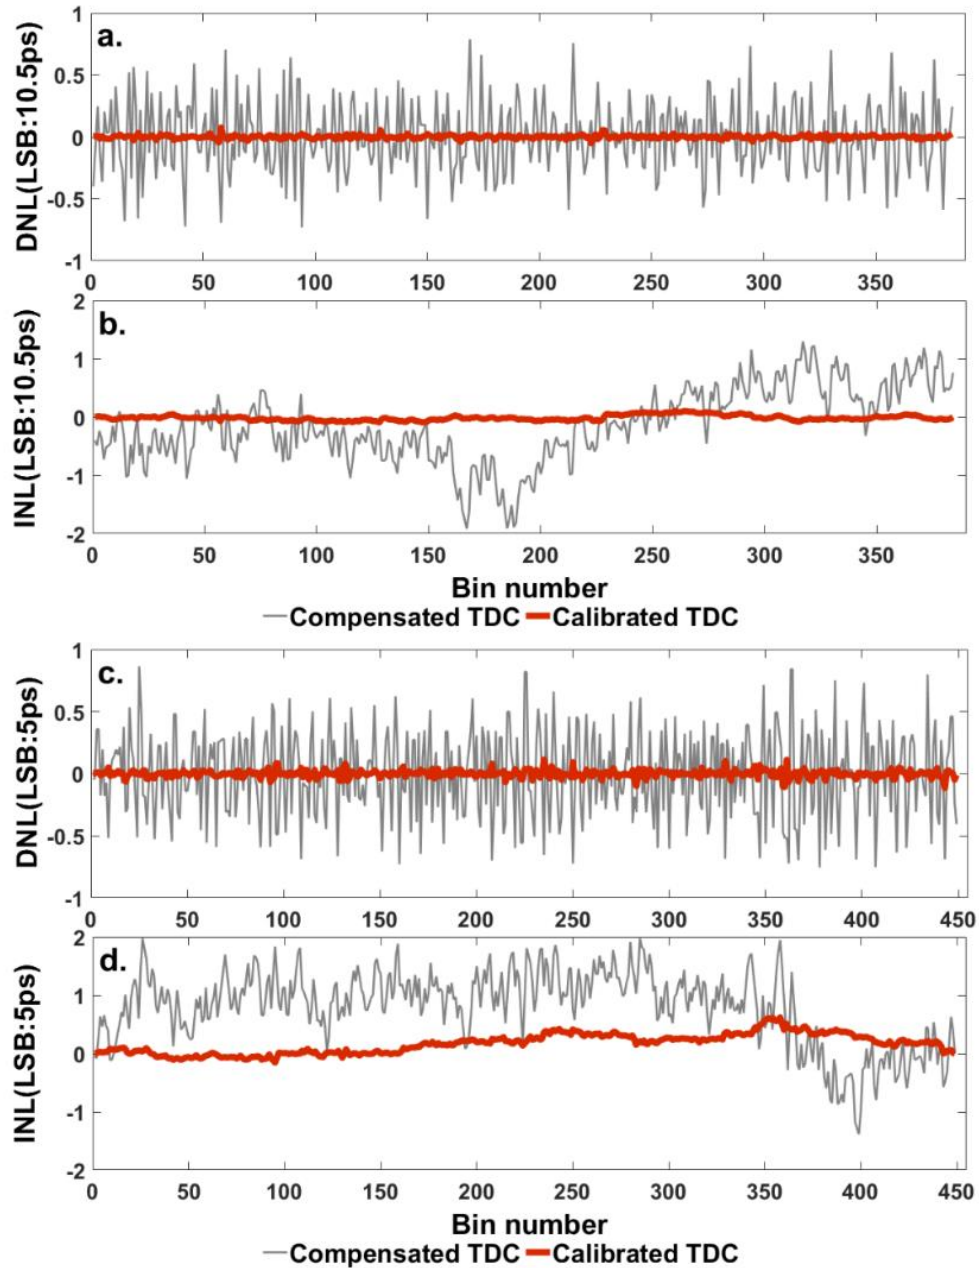 a.
DNL(LSB:10.5ps)
1
0.5
0
-0.5
-1
0 50 100 150 200 250 300 350
b.
INL(LSB:10.5ps)
2
1
0
-1
-2
0 50 100 150 200 250 300 350
Bin number
Compensated TDC Calibrated TDC
c.
DNL(LSB:5ps)
1
0.5
0
-0.5
-1
0 50 100 150 200 250 300 350 400 450
d.
INL(LSB:5ps)
2
1
0
-1
-2
0 50 100 150 200 250 300 350 400 450
Bin number
Compensated TDC Calibrated TDC